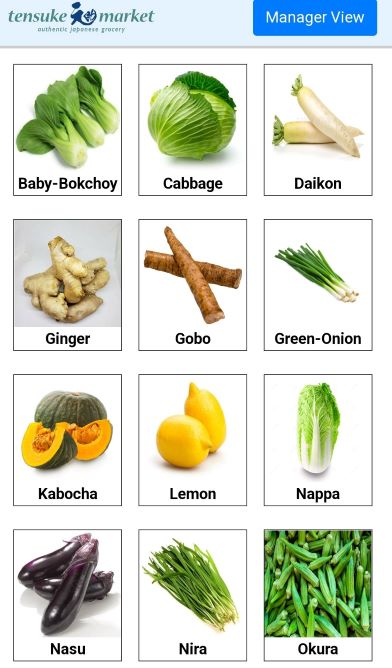 tensuke market
authentic japanese grocery
Manager View
Baby-Bokchoy
Cabbage
Daikon
Ginger
Gobo
Green-Onion
Kabocha
Lemon
Nappa
Nasu
Nira
Okura